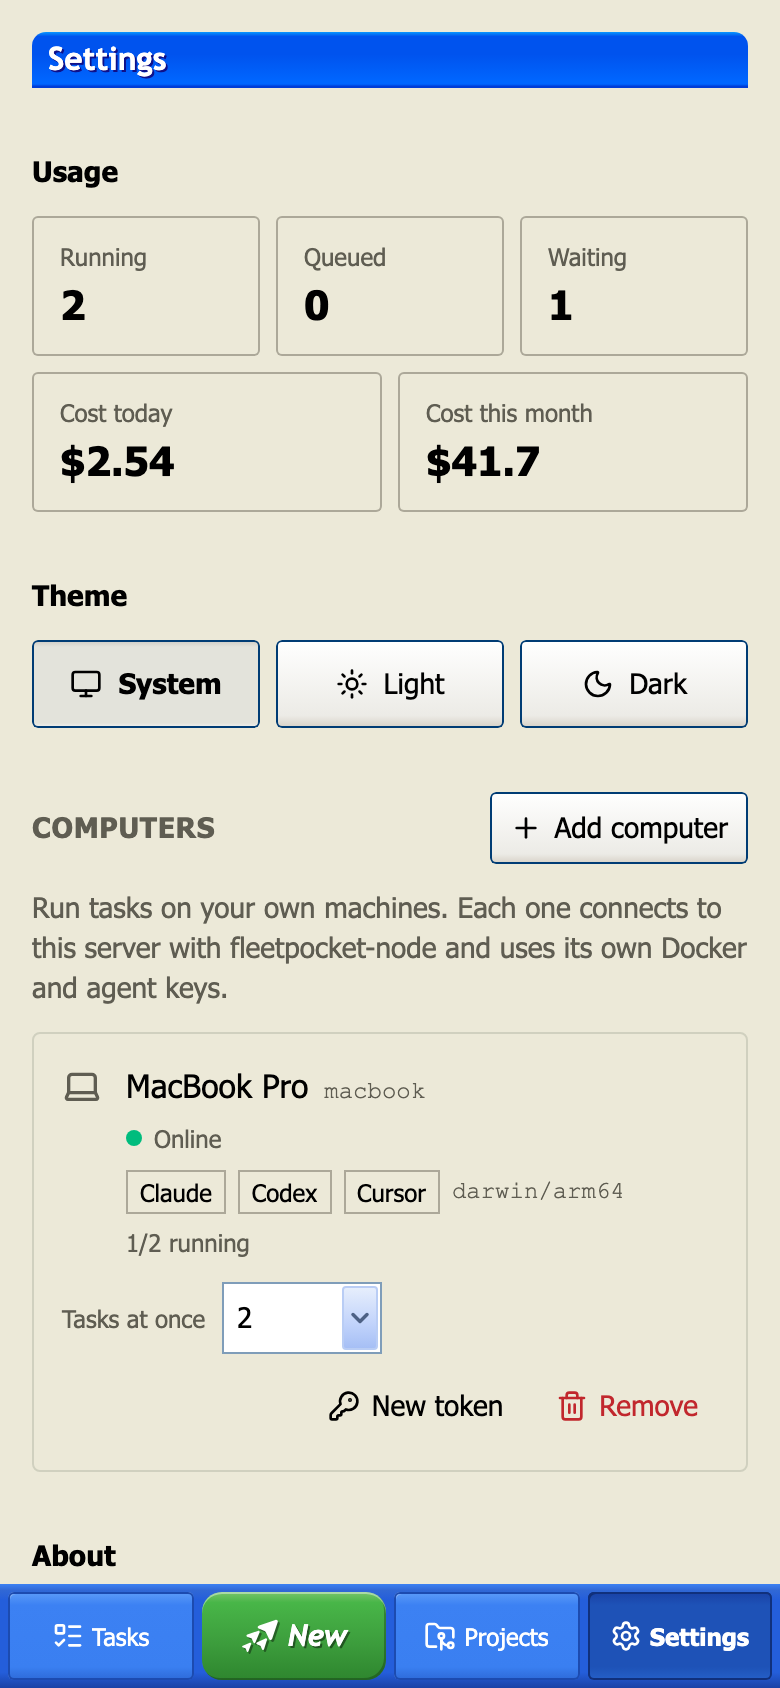 Settings
Usage
Running
2
Queued
0
Waiting
1
Cost today
$2.54
Cost this month
$41.7
Theme
System
Light
Dark
COMPUTERS
Add computer
Run tasks on your own machines. Each one connects to
this server with fleetpocket-node and uses its own Docker
and agent keys.
MacBook Pro macbook
Online
Claude Codex Cursor darwin/arm64
1/2 running
Tasks at once 2
New token
Remove
About
Tasks
New
Projects
Settings